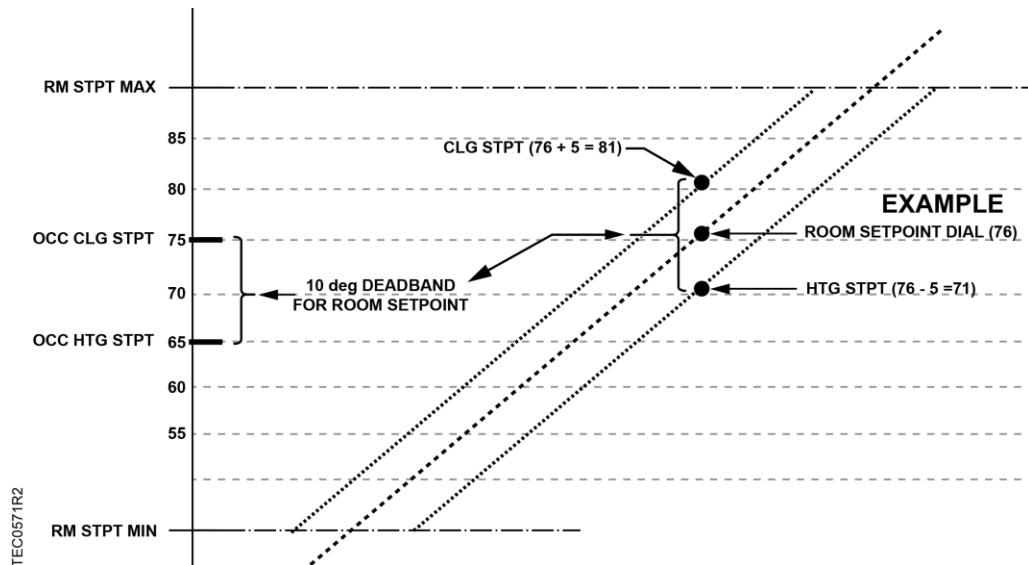 RM STPT MAX
85
CLG STPT (76 + 5 = 81)
80
EXAMPLE
OCC CLG STPT
75
ROOM SETPOINT DIAL (76)
10 deg DEADBAND
FOR ROOM SETPOINT
70
HTG STPT (76 - 5 =71)
OCC HTG STPT
65
60
55
RM STPT MIN
TEC0571R2